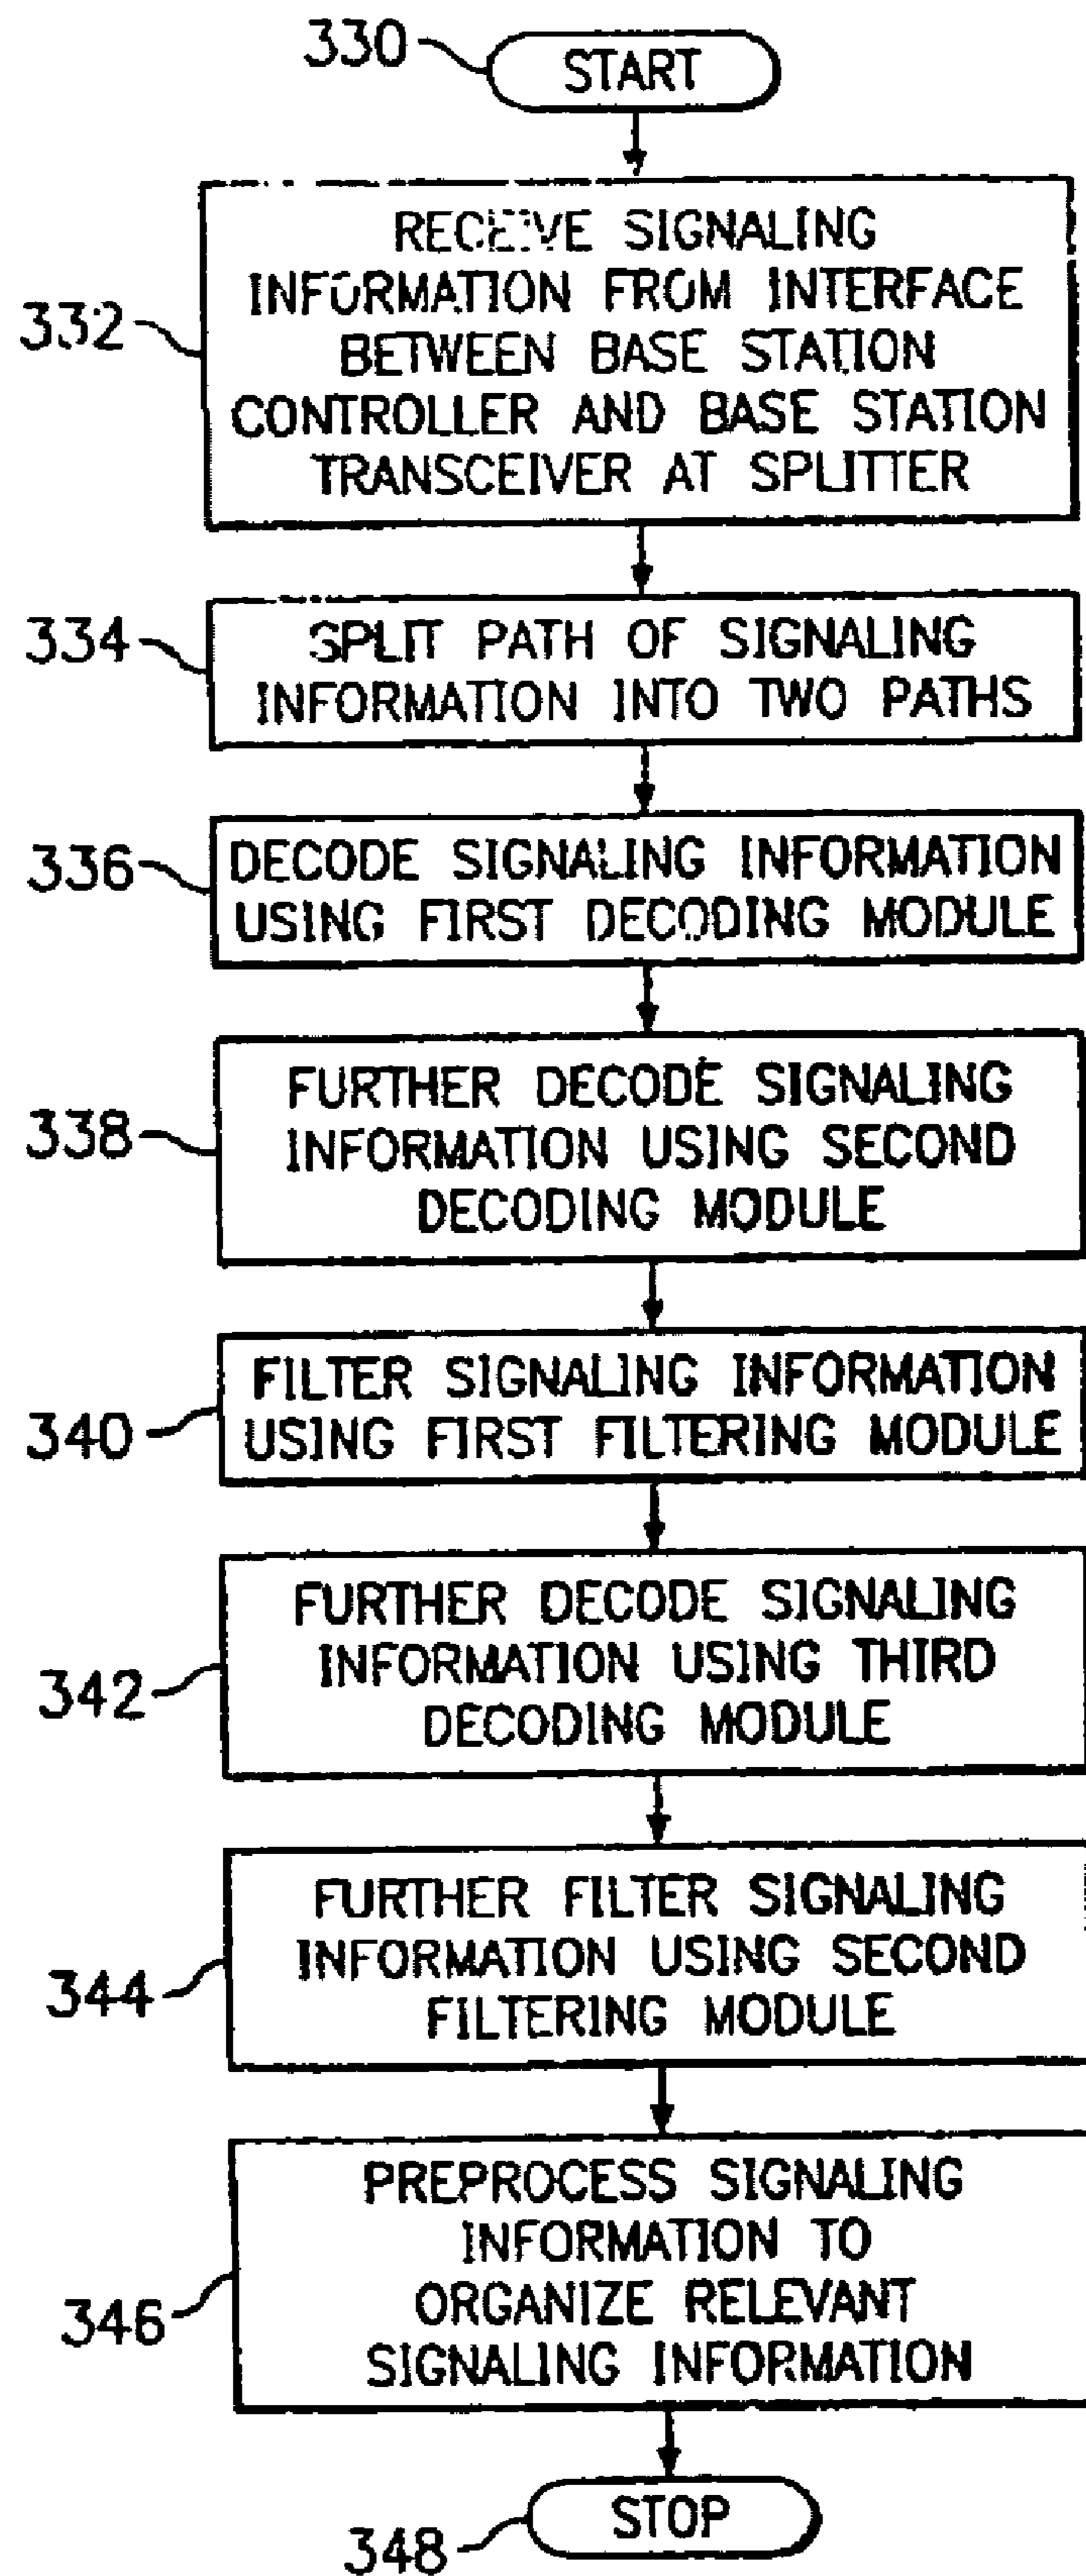 330
START
332
RECEIVE SIGNALING
INFORMATION FROM INTERFACE
BETWEEN BASE STATION
CONTROLLER AND BASE STATION
TRANSCEIVER AT SPLITTER
334
SPLIT PATH OF SIGNALING
INFORMATION INTO TWO PATHS
336
DECODE SIGNALING INFORMATION
USING FIRST DECODING MODULE
338
FURTHER DECODE SIGNALING
INFORMATION USING SECOND
DECODING MODULE
340
FILTER SIGNALING INFORMATION
USING FIRST FILTERING MODULE
342
FURTHER DECODE SIGNALING
INFORMATION USING THIRD
DECODING MODULE
344
FURTHER FILTER SIGNALING
INFORMATION USING SECOND
FILTERING MODULE
346
PREPROCESS SIGNALING
INFORMATION TO
ORGANIZE RELEVANT
SIGNALING INFORMATION
348
STOP